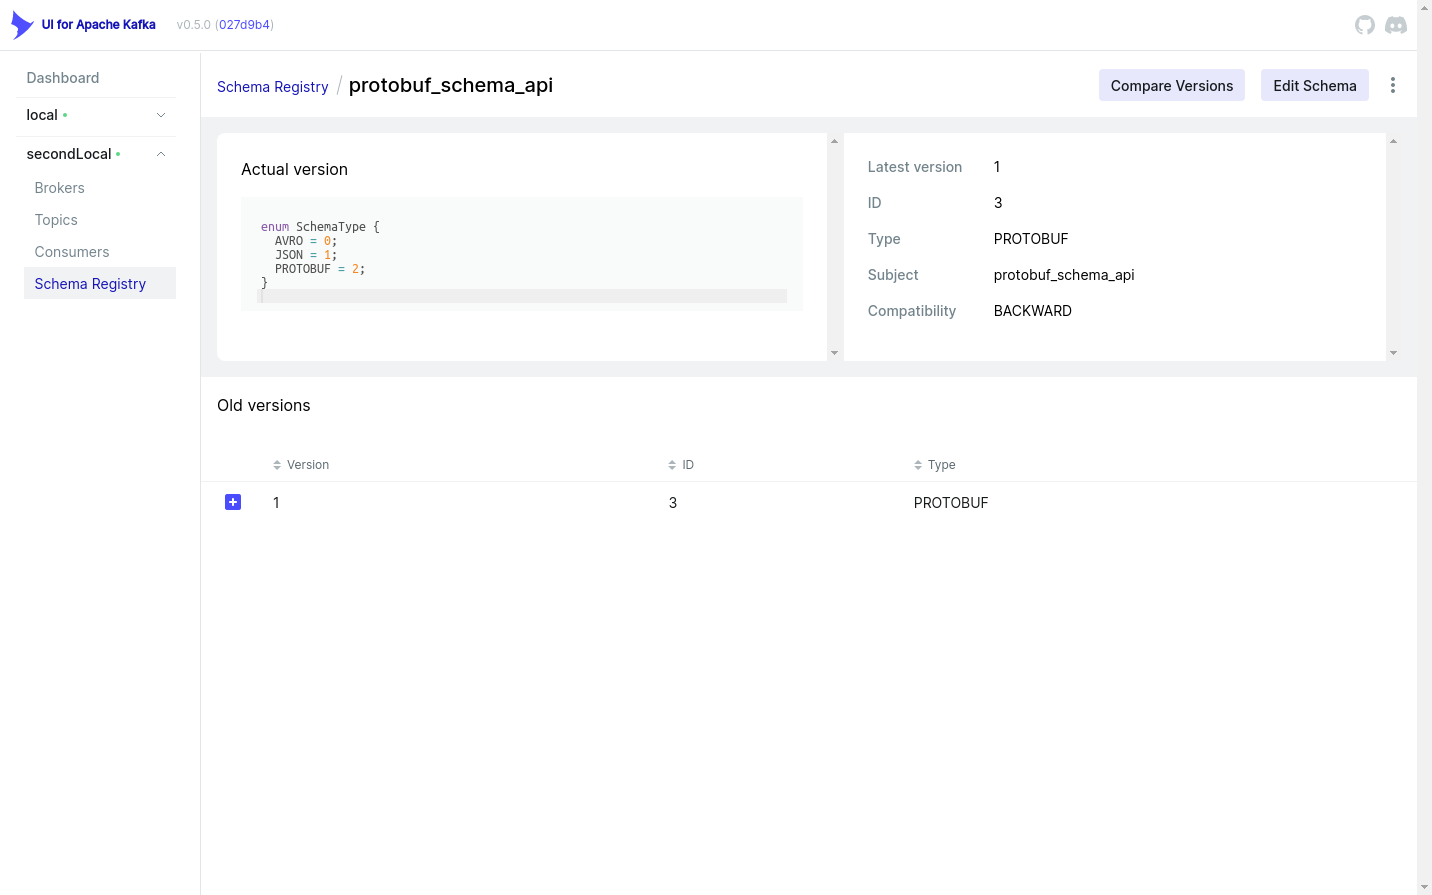 UI for Apache Kafka v0.5.0 (027d9b4)
Dashboard
local
secondLocal
Brokers
Topics
Consumers
Schema Registry
Schema Registry / protobuf_schema_api
Compare Versions Edit Schema
Actual version
enum SchemaType {
  AVRO = 0;
  JSON = 1;
  PROTOBUF = 2;
}
Latest version 1
ID 3
Type PROTOBUF
Subject protobuf_schema_api
Compatibility BACKWARD
Old versions
Version ID Type
1 3 PROTOBUF